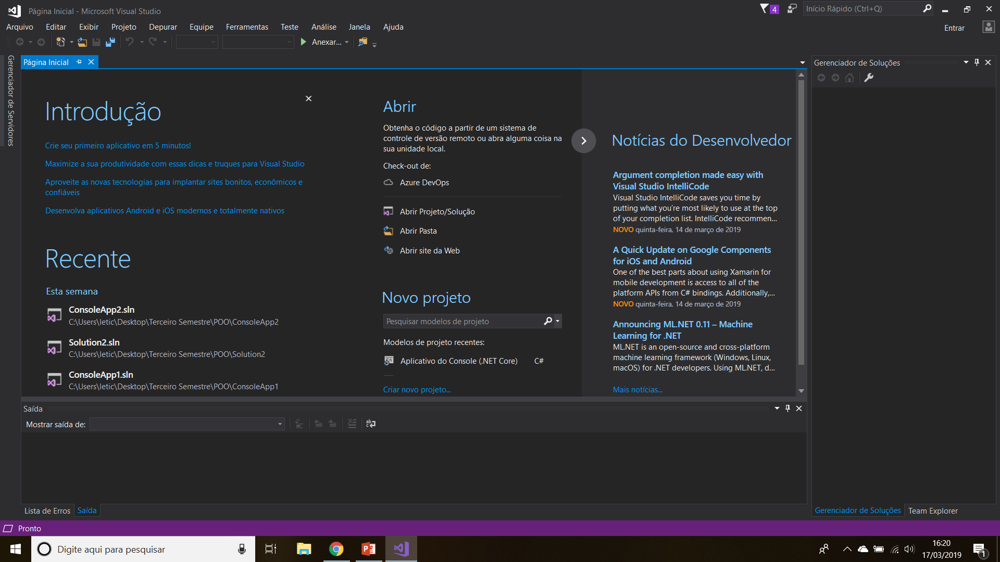 Página Inicial - Microsoft Visual Studio
4
Início Rápido (Ctrl+Q)
Arquivo Editar Exibir Projeto Depurar Equipe Ferramentas Teste Análise Janela Ajuda
Entrar
Anexar...
Gerenciador de Servidores
Página Inicial
Introdução
Crie seu primeiro aplicativo em 5 minutos!
Maximize a sua produtividade com essas dicas e truques para Visual Studio
Aproveite as novas tecnologias para implantar sites bonitos, econômicos e
confiáveis
Desenvolva aplicativos Android e iOS modernos e totalmente nativos
Recente
Esta semana
ConsoleApp2.sln
C:\Users\letic\Desktop\Terceiro Semestre\POO\ConsoleApp2
Solution2.sln
C:\Users\letic\Desktop\Terceiro Semestre\POO\Solution2
ConsoleApp1.sln
C:\Users\letic\Desktop\Terceiro Semestre\POO\ConsoleApp1
Abrir
Obtenha o código a partir de um sistema de
controle de versão remoto ou abra alguma coisa na
sua unidade local.
Check-out de:
Azure DevOps
Abrir Projeto/Solução
Abrir Pasta
Abrir site da Web
Novo projeto
Pesquisar modelos de projeto
Modelos de projeto recentes:
Aplicativo do Console (.NET Core) C#
Criar novo projeto...
Notícias do Desenvolvedor
Argument completion made easy with
Visual Studio IntelliCode
Visual Studio IntelliCode saves you time by
putting what you're most likely to use at the top
of your completion list. IntelliCode recommen...
NOVO quinta-feira, 14 de março de 2019
A Quick Update on Google Components
for iOS and Android
One of the best parts about using Xamarin for
mobile development is access to all of the
platform APIs from C# bindings. Additionally,...
NOVO quinta-feira, 14 de março de 2019
Announcing ML.NET 0.11 – Machine
Learning for .NET
ML.NET is an open-source and cross-platform
machine learning framework (Windows, Linux,
macOS) for .NET developers. Using ML.NET, d...
Mais notícias...
Gerenciador de Soluções
Saída
Mostrar saída de:
Lista de Erros Saída
Gerenciador de Soluções Team Explorer
Pronto
Digite aqui para pesquisar
16:20
17/03/2019
1